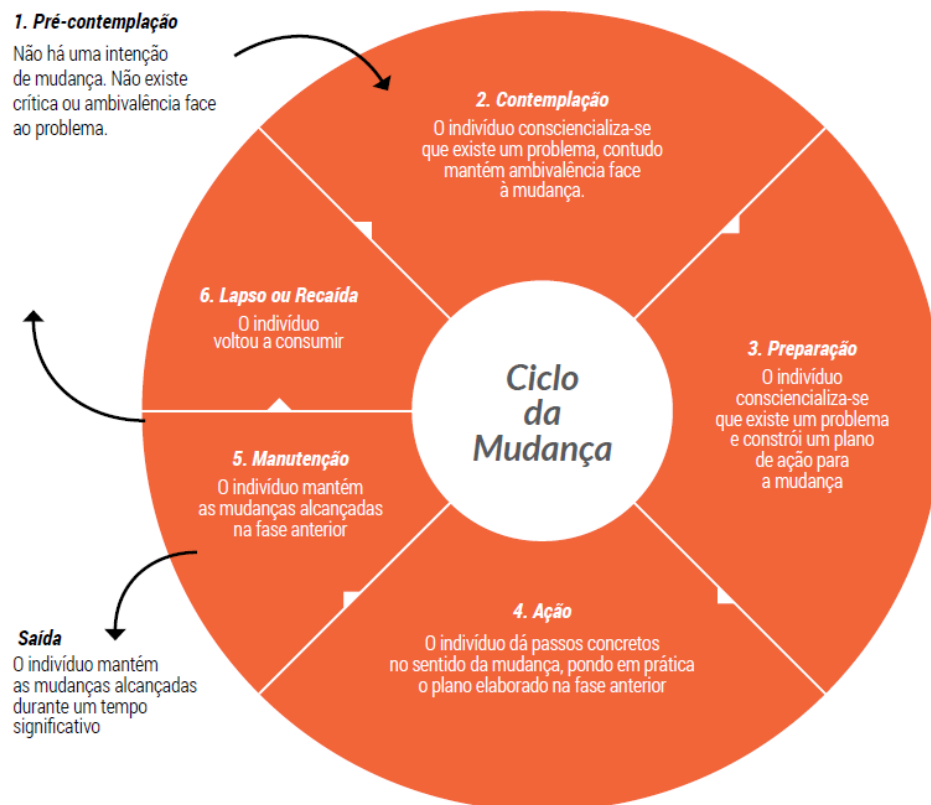 1. Pré-contemplação
Não há uma intenção
de mudança. Não existe
crítica ou ambivalência face
ao problema.
2. Contemplação
O indivíduo consciencializa-se
que existe um problema, contudo
mantém ambivalência face
à mudança.
3. Preparação
O indivíduo
consciencializa-se
que existe um problema
e constrói um plano
de ação para
a mudança
4. Ação
O indivíduo dá passos concretos
no sentido da mudança, pondo em prática
o plano elaborado na fase anterior
5. Manutenção
O indivíduo mantém
as mudanças alcançadas
na fase anterior
6. Lapso ou Recaída
O indivíduo
voltou a consumir
Saída
O indivíduo mantém
as mudanças alcançadas
durante um tempo
significativo
Ciclo
da
Mudança